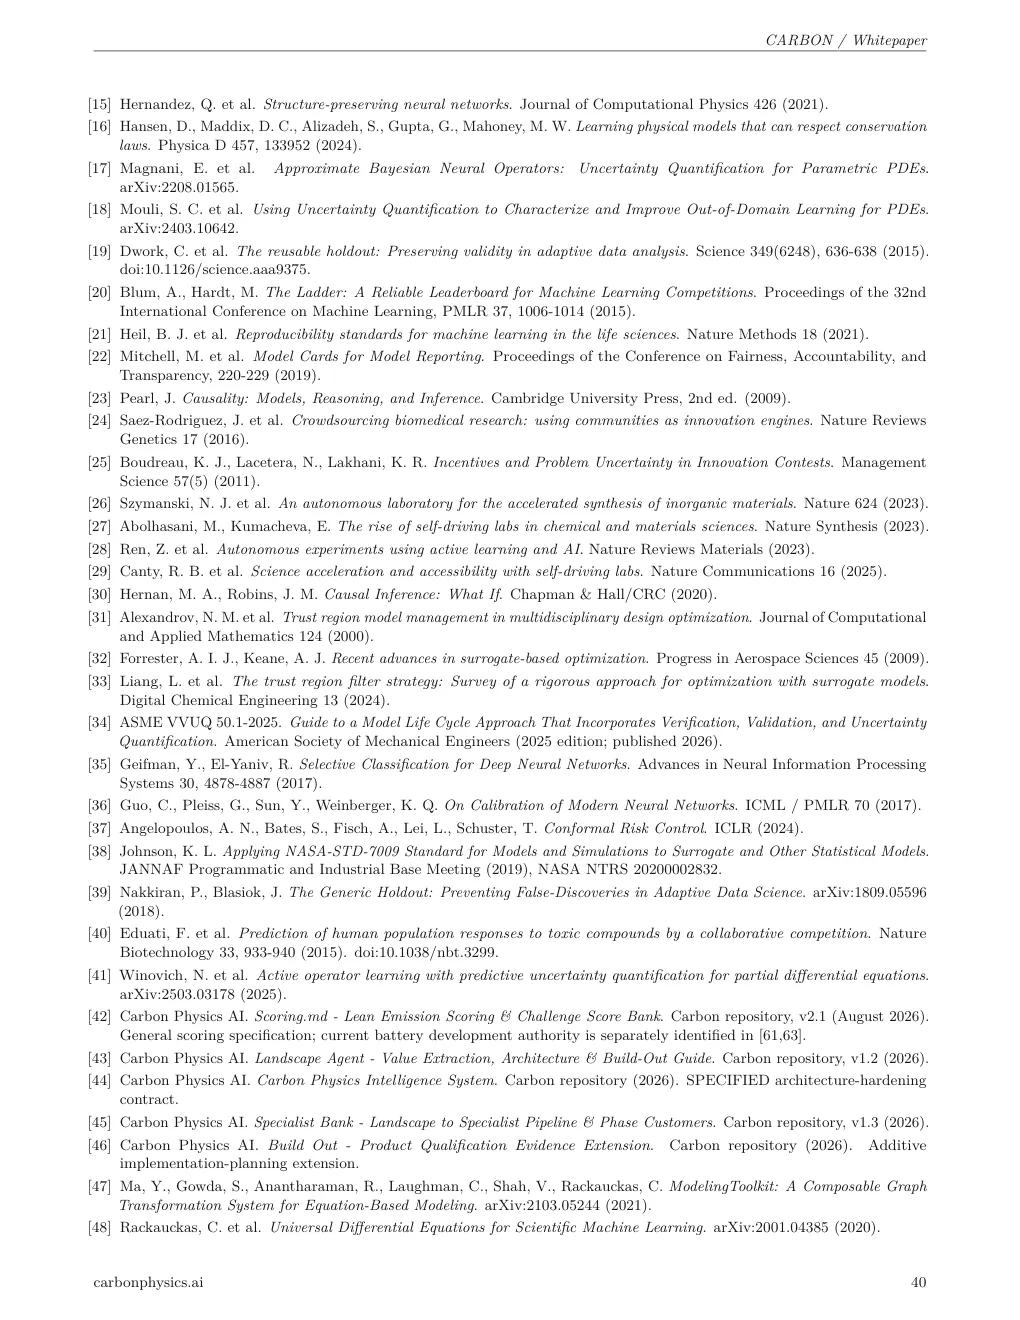 CARBON / Whitepaper
[15] Hernandez, Q. et al. Structure-preserving neural networks. Journal of Computational Physics 426 (2021).
[16] Hansen, D., Maddix, D. C., Alizadeh, S., Gupta, G., Mahoney, M. W. Learning physical models that can respect conservation
laws. Physica D 457, 133952 (2024).
[17] Magnani, E. et al. Approximate Bayesian Neural Operators: Uncertainty Quantification for Parametric PDEs.
arXiv:2208.01565.
[18] Mouli, S. C. et al. Using Uncertainty Quantification to Characterize and Improve Out-of-Domain Learning for PDEs.
arXiv:2403.10642.
[19] Dwork, C. et al. The reusable holdout: Preserving validity in adaptive data analysis. Science 349(6248), 636-638 (2015).
doi:10.1126/science.aaa9375.
[20] Blum, A., Hardt, M. The Ladder: A Reliable Leaderboard for Machine Learning Competitions. Proceedings of the 32nd
International Conference on Machine Learning, PMLR 37, 1006-1014 (2015).
[21] Heil, B. J. et al. Reproducibility standards for machine learning in the life sciences. Nature Methods 18 (2021).
[22] Mitchell, M. et al. Model Cards for Model Reporting. Proceedings of the Conference on Fairness, Accountability, and
Transparency, 220-229 (2019).
[23] Pearl, J. Causality: Models, Reasoning, and Inference. Cambridge University Press, 2nd ed. (2009).
[24] Saez-Rodriguez, J. et al. Crowdsourcing biomedical research: using communities as innovation engines. Nature Reviews
Genetics 17 (2016).
[25] Boudreau, K. J., Lacetera, N., Lakhani, K. R. Incentives and Problem Uncertainty in Innovation Contests. Management
Science 57(5) (2011).
[26] Szymanski, N. J. et al. An autonomous laboratory for the accelerated synthesis of inorganic materials. Nature 624 (2023).
[27] Abolhasani, M., Kumacheva, E. The rise of self-driving labs in chemical and materials sciences. Nature Synthesis (2023).
[28] Ren, Z. et al. Autonomous experiments using active learning and AI. Nature Reviews Materials (2023).
[29] Canty, R. B. et al. Science acceleration and accessibility with self-driving labs. Nature Communications 16 (2025).
[30] Hernan, M. A., Robins, J. M. Causal Inference: What If. Chapman & Hall/CRC (2020).
[31] Alexandrov, N. M. et al. Trust region model management in multidisciplinary design optimization. Journal of Computational
and Applied Mathematics 124 (2000).
[32] Forrester, A. I. J., Keane, A. J. Recent advances in surrogate-based optimization. Progress in Aerospace Sciences 45 (2009).
[33] Liang, L. et al. The trust region filter strategy: Survey of a rigorous approach for optimization with surrogate models.
Digital Chemical Engineering 13 (2024).
[34] ASME VVUQ 50.1-2025. Guide to a Model Life Cycle Approach That Incorporates Verification, Validation, and Uncertainty
Quantification. American Society of Mechanical Engineers (2025 edition; published 2026).
[35] Geifman, Y., El-Yaniv, R. Selective Classification for Deep Neural Networks. Advances in Neural Information Processing
Systems 30, 4878-4887 (2017).
[36] Guo, C., Pleiss, G., Sun, Y., Weinberger, K. Q. On Calibration of Modern Neural Networks. ICML / PMLR 70 (2017).
[37] Angelopoulos, A. N., Bates, S., Fisch, A., Lei, L., Schuster, T. Conformal Risk Control. ICLR (2024).
[38] Johnson, K. L. Applying NASA-STD-7009 Standard for Models and Simulations to Surrogate and Other Statistical Models.
JANNAF Programmatic and Industrial Base Meeting (2019), NASA NTRS 20200002832.
[39] Nakkiran, P., Blasiok, J. The Generic Holdout: Preventing False-Discoveries in Adaptive Data Science. arXiv:1809.05596
(2018).
[40] Eduati, F. et al. Prediction of human population responses to toxic compounds by a collaborative competition. Nature
Biotechnology 33, 933-940 (2015). doi:10.1038/nbt.3299.
[41] Winovich, N. et al. Active operator learning with predictive uncertainty quantification for partial differential equations.
arXiv:2503.03178 (2025).
[42] Carbon Physics AI. Scoring.md - Lean Emission Scoring & Challenge Score Bank. Carbon repository, v2.1 (August 2026).
General scoring specification; current battery development authority is separately identified in [61,63].
[43] Carbon Physics AI. Landscape Agent - Value Extraction, Architecture & Build-Out Guide. Carbon repository, v1.2 (2026).
[44] Carbon Physics AI. Carbon Physics Intelligence System. Carbon repository (2026). SPECIFIED architecture-hardening
contract.
[45] Carbon Physics AI. Specialist Bank - Landscape to Specialist Pipeline & Phase Customers. Carbon repository, v1.3 (2026).
[46] Carbon Physics AI. Build Out - Product Qualification Evidence Extension. Carbon repository (2026). Additive
implementation-planning extension.
[47] Ma, Y., Gowda, S., Anantharaman, R., Laughman, C., Shah, V., Rackauckas, C. ModelingToolkit: A Composable Graph
Transformation System for Equation-Based Modeling. arXiv:2103.05244 (2021).
[48] Rackauckas, C. et al. Universal Differential Equations for Scientific Machine Learning. arXiv:2001.04385 (2020).
carbonphysics.ai
40